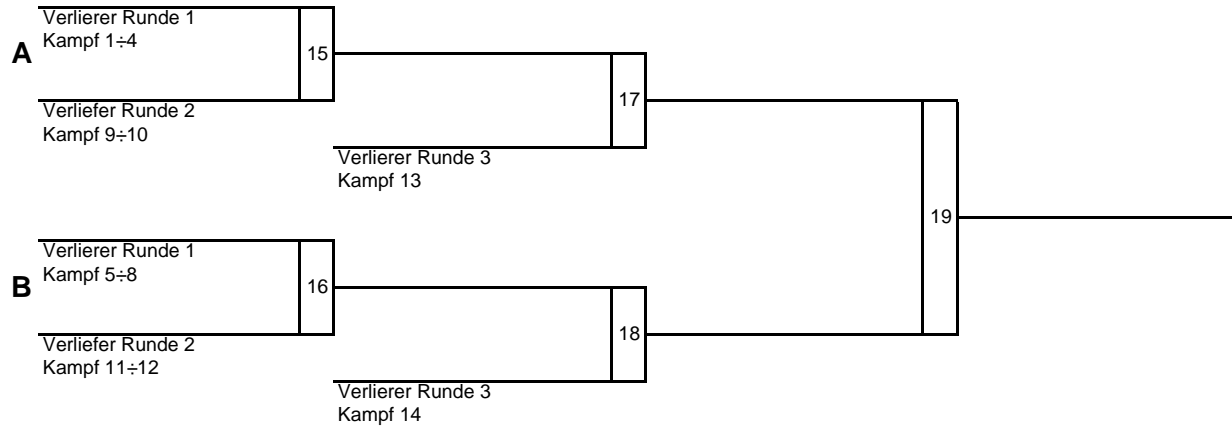 A
Verlierer Runde 1
Kampf 1÷4
15
Verliefer Runde 2
Kampf 9÷10
17
Verlierer Runde 3
Kampf 13
19
B
Verlierer Runde 1
Kampf 5÷8
16
Verliefer Runde 2
Kampf 11÷12
18
Verlierer Runde 3
Kampf 14